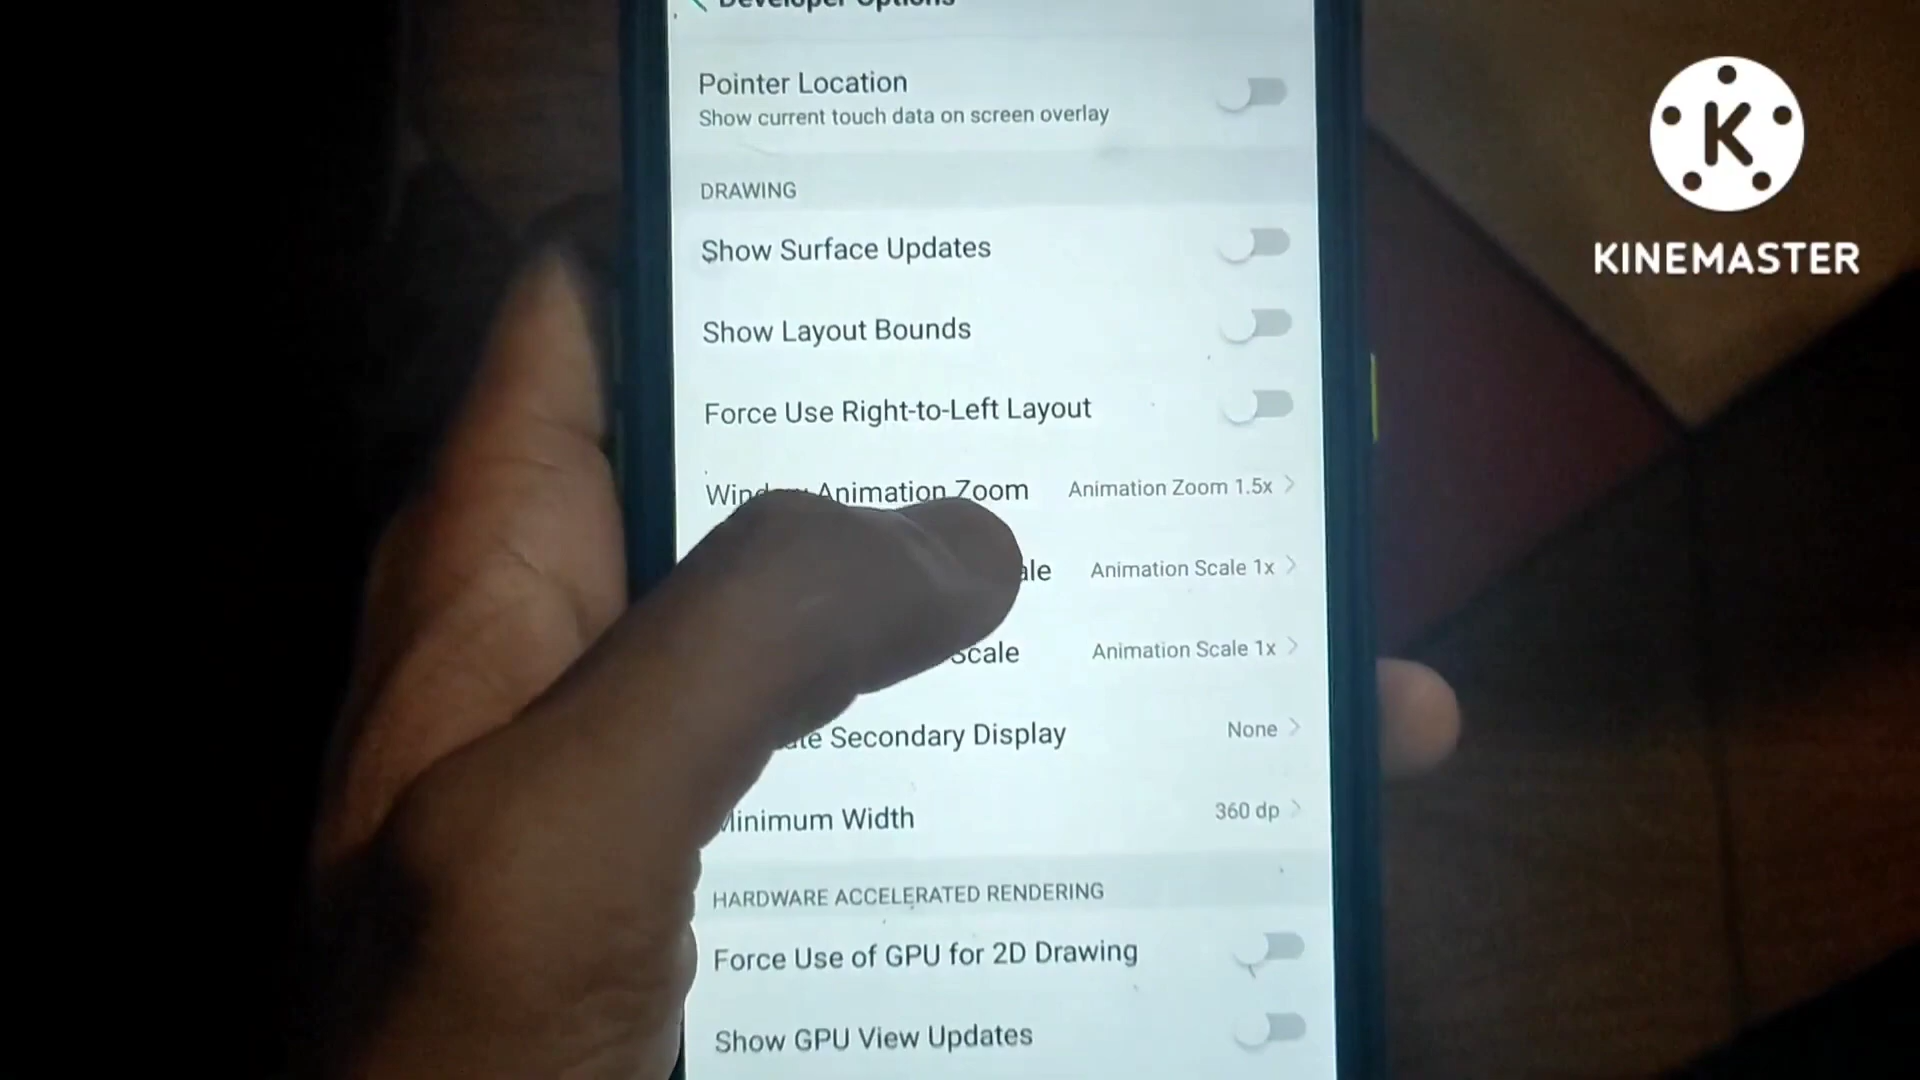 Developer Options
Pointer Location
Show current touch data on screen overlay
DRAWING
Show Surface Updates
Show Layout Bounds
Force Use Right-to-Left Layout
Animation Zoom Animation Zoom 1.5x
Animation Scale 1x
Scale Animation Scale 1x
Secondary Display None
Minimum Width 360 dp
HARDWARE ACCELERATED RENDERING
Force Use of GPU for 2D Drawing
Show GPU View Updates
K
KINEMASTER